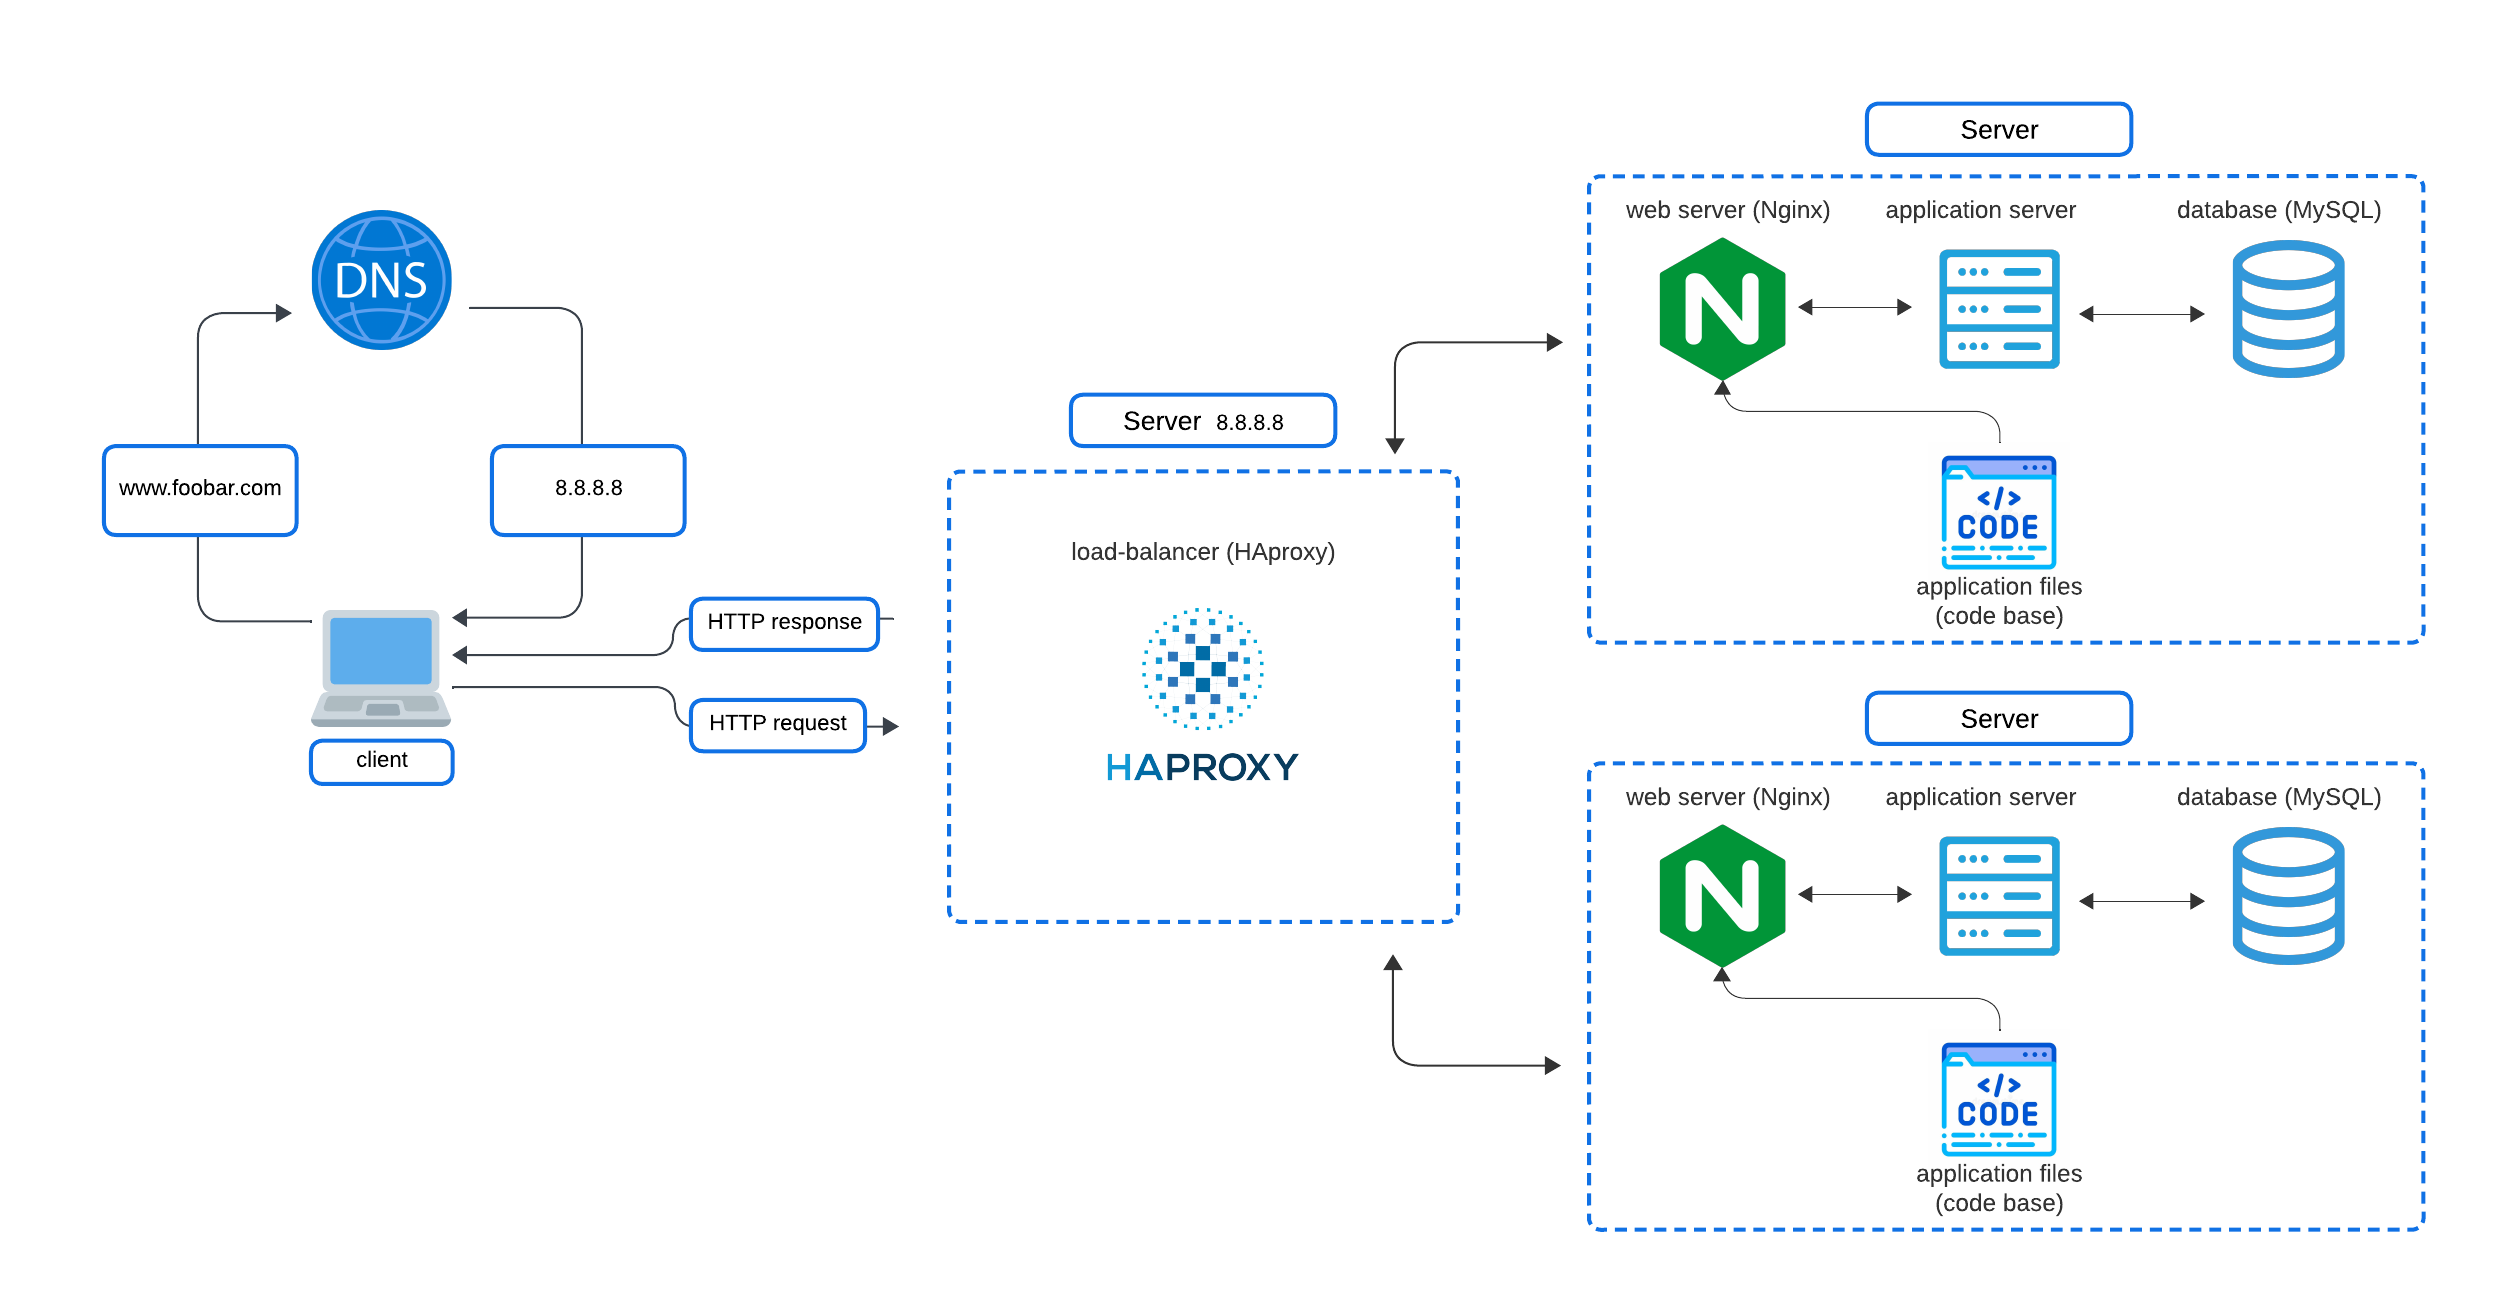 DNS
www.foobar.com
8.8.8.8
client
HTTP response
HTTP request
Server 8.8.8.8
load-balancer (HAproxy)
HAPROXY
Server
web server (Nginx) application server database (MySQL)
N
</>
CODE
application files
(code base)
Server
web server (Nginx) application server database (MySQL)
N
</>
CODE
application files
(code base)